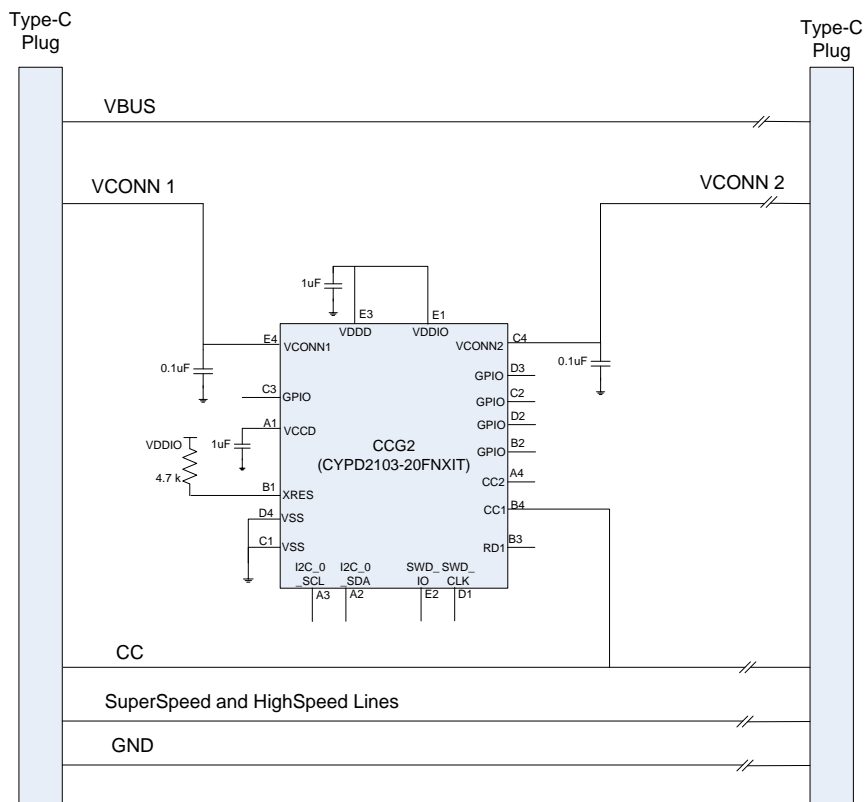 Type-C
Plug
Type-C
Plug
VBUS
VCONN 1
VCONN 2
1uF
E3
E1
VDDD
VDDIO
E4
VCONN1
VCONN2
C4
0.1uF
0.1uF
D3
GPIO
C3
GPIO
C2
GPIO
D2
GPIO
A1
VCCD
1uF
VDDIO
4.7 k
CCG2
(CYPD2103-20FNXIT)
B2
GPIO
A4
CC2
B1
XRES
B4
CC1
D4
VSS
C1
VSS
B3
RD1
I2C_0
_SCL
I2C_0
_SDA
SWD_
IO
SWD_
CLK
A3
A2
E2
D1
CC
SuperSpeed and HighSpeed Lines
GND